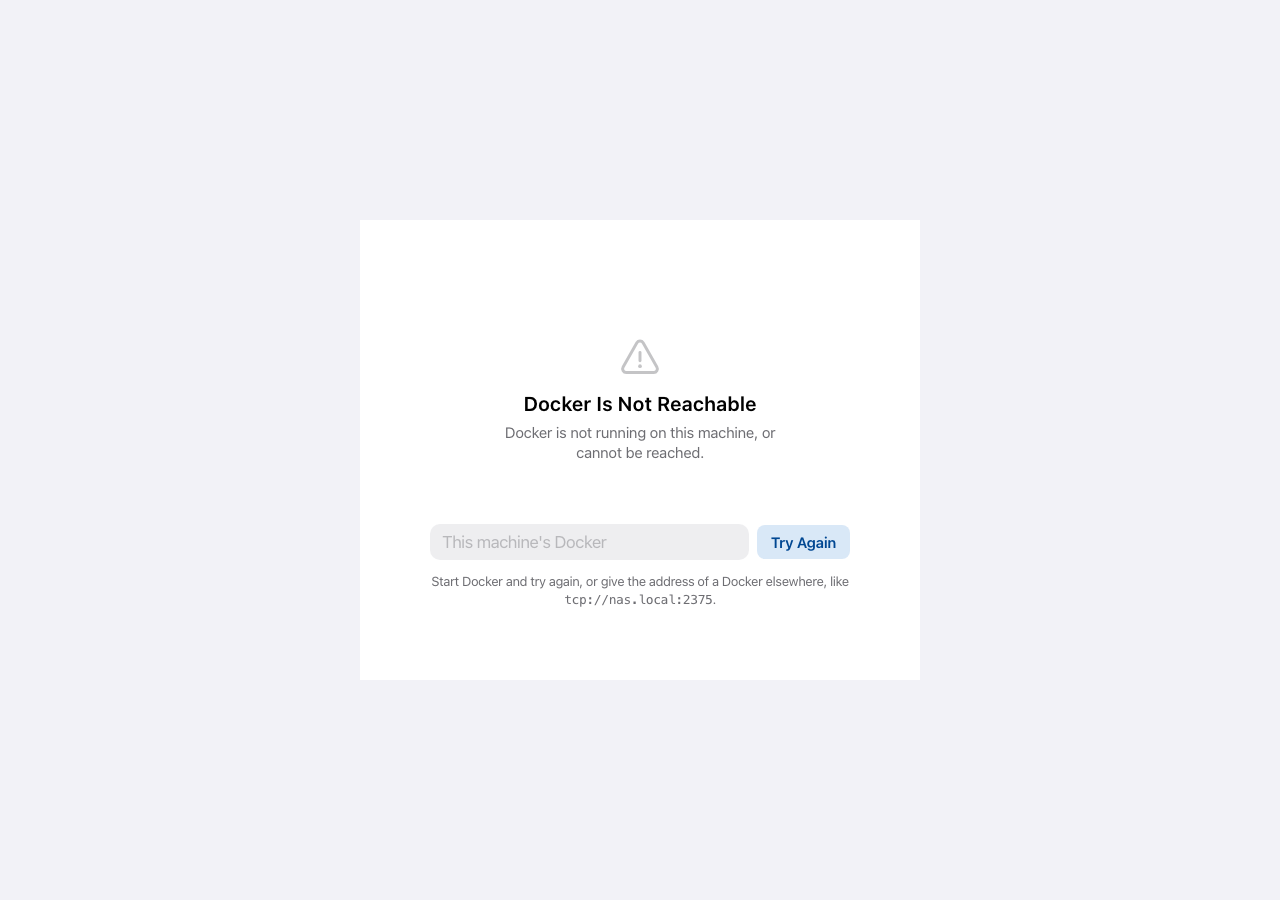 Docker Is Not Reachable
Docker is not running on this machine, or
cannot be reached.
This machine's Docker
Try Again
Start Docker and try again, or give the address of a Docker elsewhere, like
tcp://nas.local:2375.